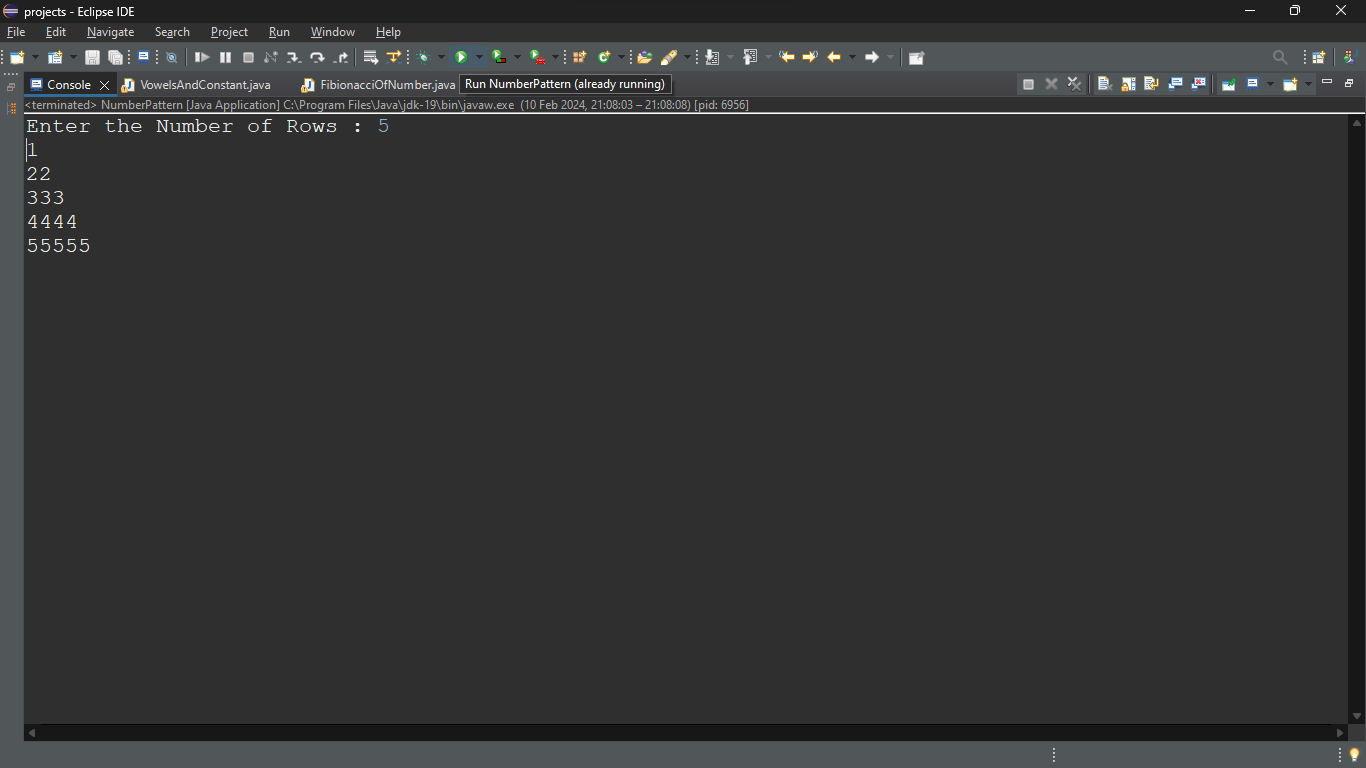 projects - Eclipse IDE
File Edit Navigate Search Project Run Window Help
Console VowelsAndConstant.java FibionacciOfNumber.java Run NumberPattern (already running)
<terminated> NumberPattern [Java Application] C:\Program Files\Java\jdk-19\bin\javaw.exe (10 Feb 2024, 21:08:03 – 21:08:08) [pid: 6956]
Enter the Number of Rows : 5
1
22
333
4444
55555